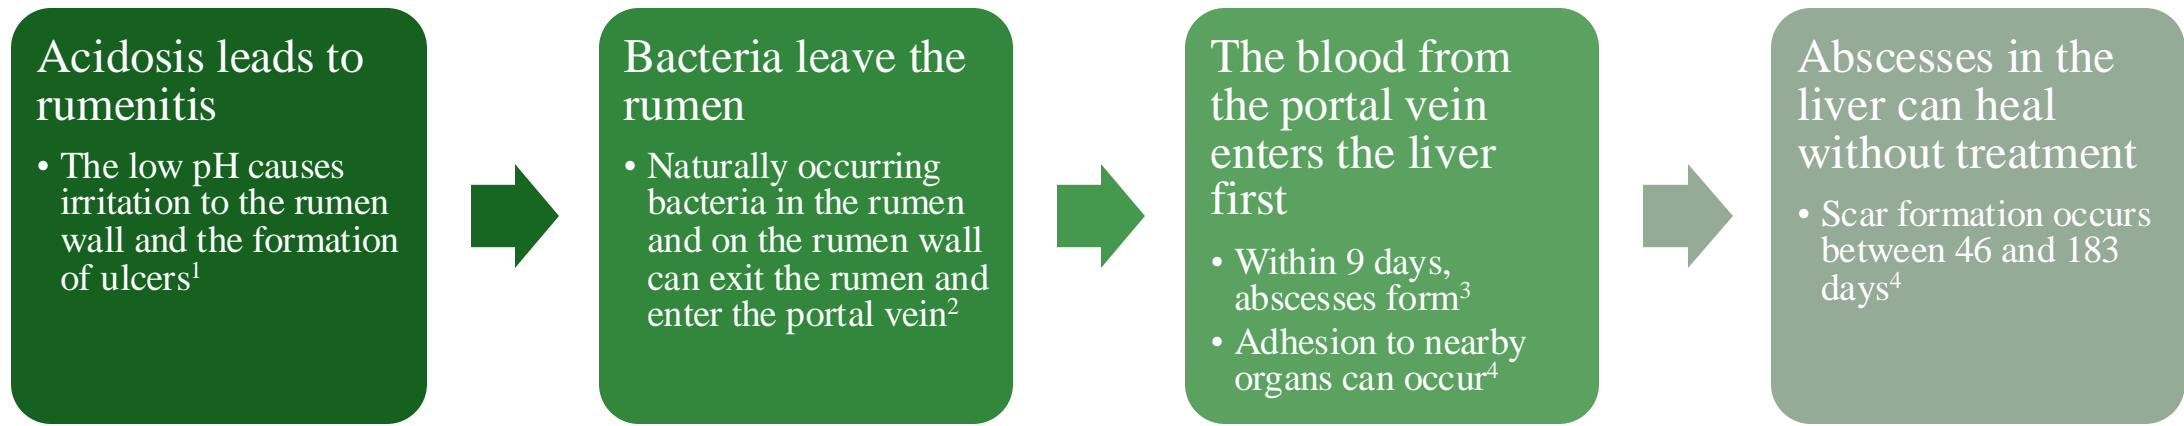 Acidosis leads to
rumenitis
• The low pH causes
irritation to the rumen
wall and the formation
of ulcers¹
Bacteria leave the
rumen
• Naturally occurring
bacteria in the rumen
and on the rumen wall
can exit the rumen and
enter the portal vein²
The blood from
the portal vein
enters the liver
first
• Within 9 days,
abscesses form³
• Adhesion to nearby
organs can occur⁴
Abscesses in the
liver can heal
without treatment
• Scar formation occurs
between 46 and 183
days⁴